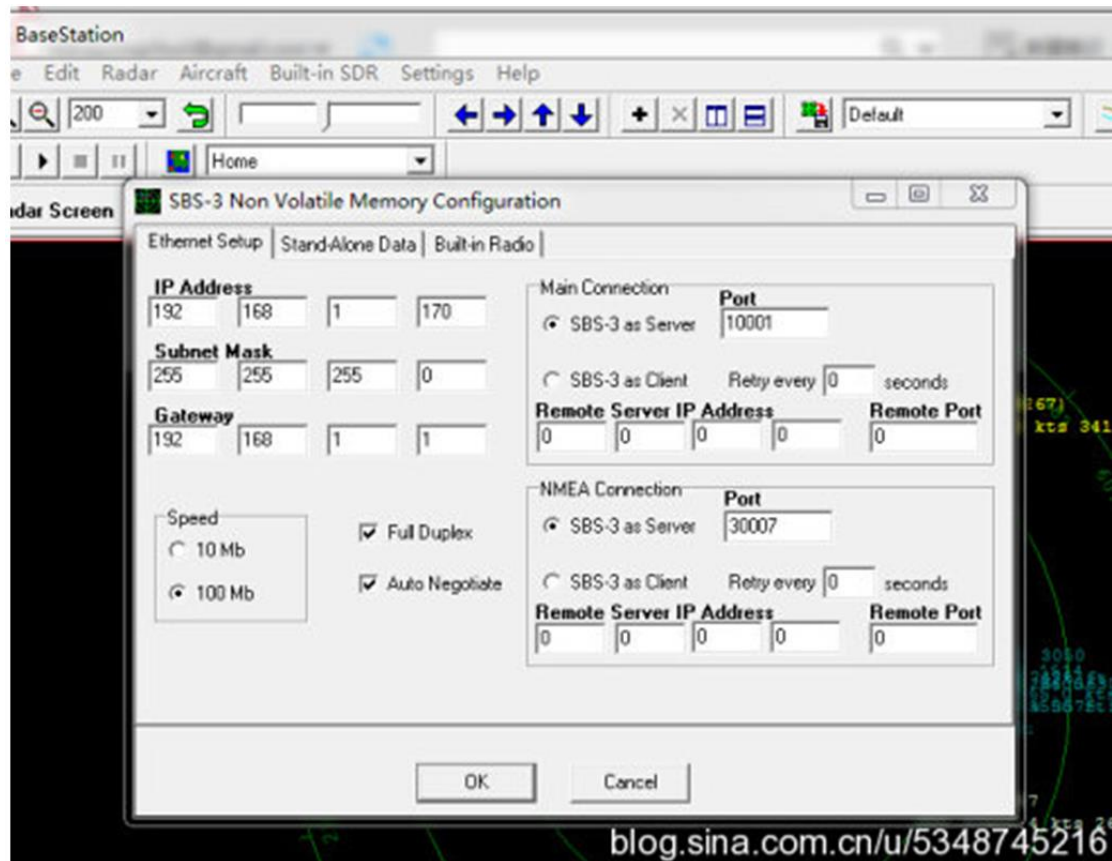 BaseStation
e Edit Radar Aircraft Built-in SDR Settings Help
200 Default
Home
dar Screen
SBS-3 Non Volatile Memory Configuration
Ethernet Setup Stand-Alone Data Built-in Radio
IP Address
192 168 1 170
Subnet Mask
255 255 255 0
Gateway
192 168 1 1
Speed
10 Mb
100 Mb
Full Duplex
Auto Negotiate
Main Connection
Port
SBS-3 as Server 10001
SBS-3 as Client Retry every 0 seconds
Remote Server IP Address Remote Port
0 0 0 0 0
NMEA Connection
Port
SBS-3 as Server 30007
SBS-3 as Client Retry every 0 seconds
Remote Server IP Address Remote Port
0 0 0 0 0
OK Cancel
267)
kts 341
3050
blog.sina.com.cn/u/5348745216